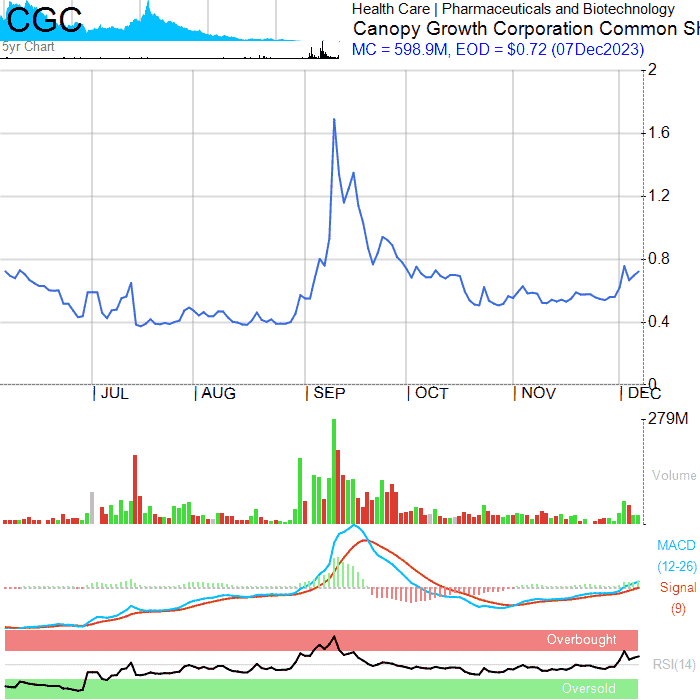 CGC
5yr Chart
Health Care | Pharmaceuticals and Biotechnology
Canopy Growth Corporation Common Sh
MC = 598.9M, EOD = $0.72 (07Dec2023)
2
1.6
1.2
0.8
0.4
0
JUL AUG SEP OCT NOV DEC
279M
Volume
MACD
(12-26)
Signal
(9)
Overbought
RSI(14)
Oversold